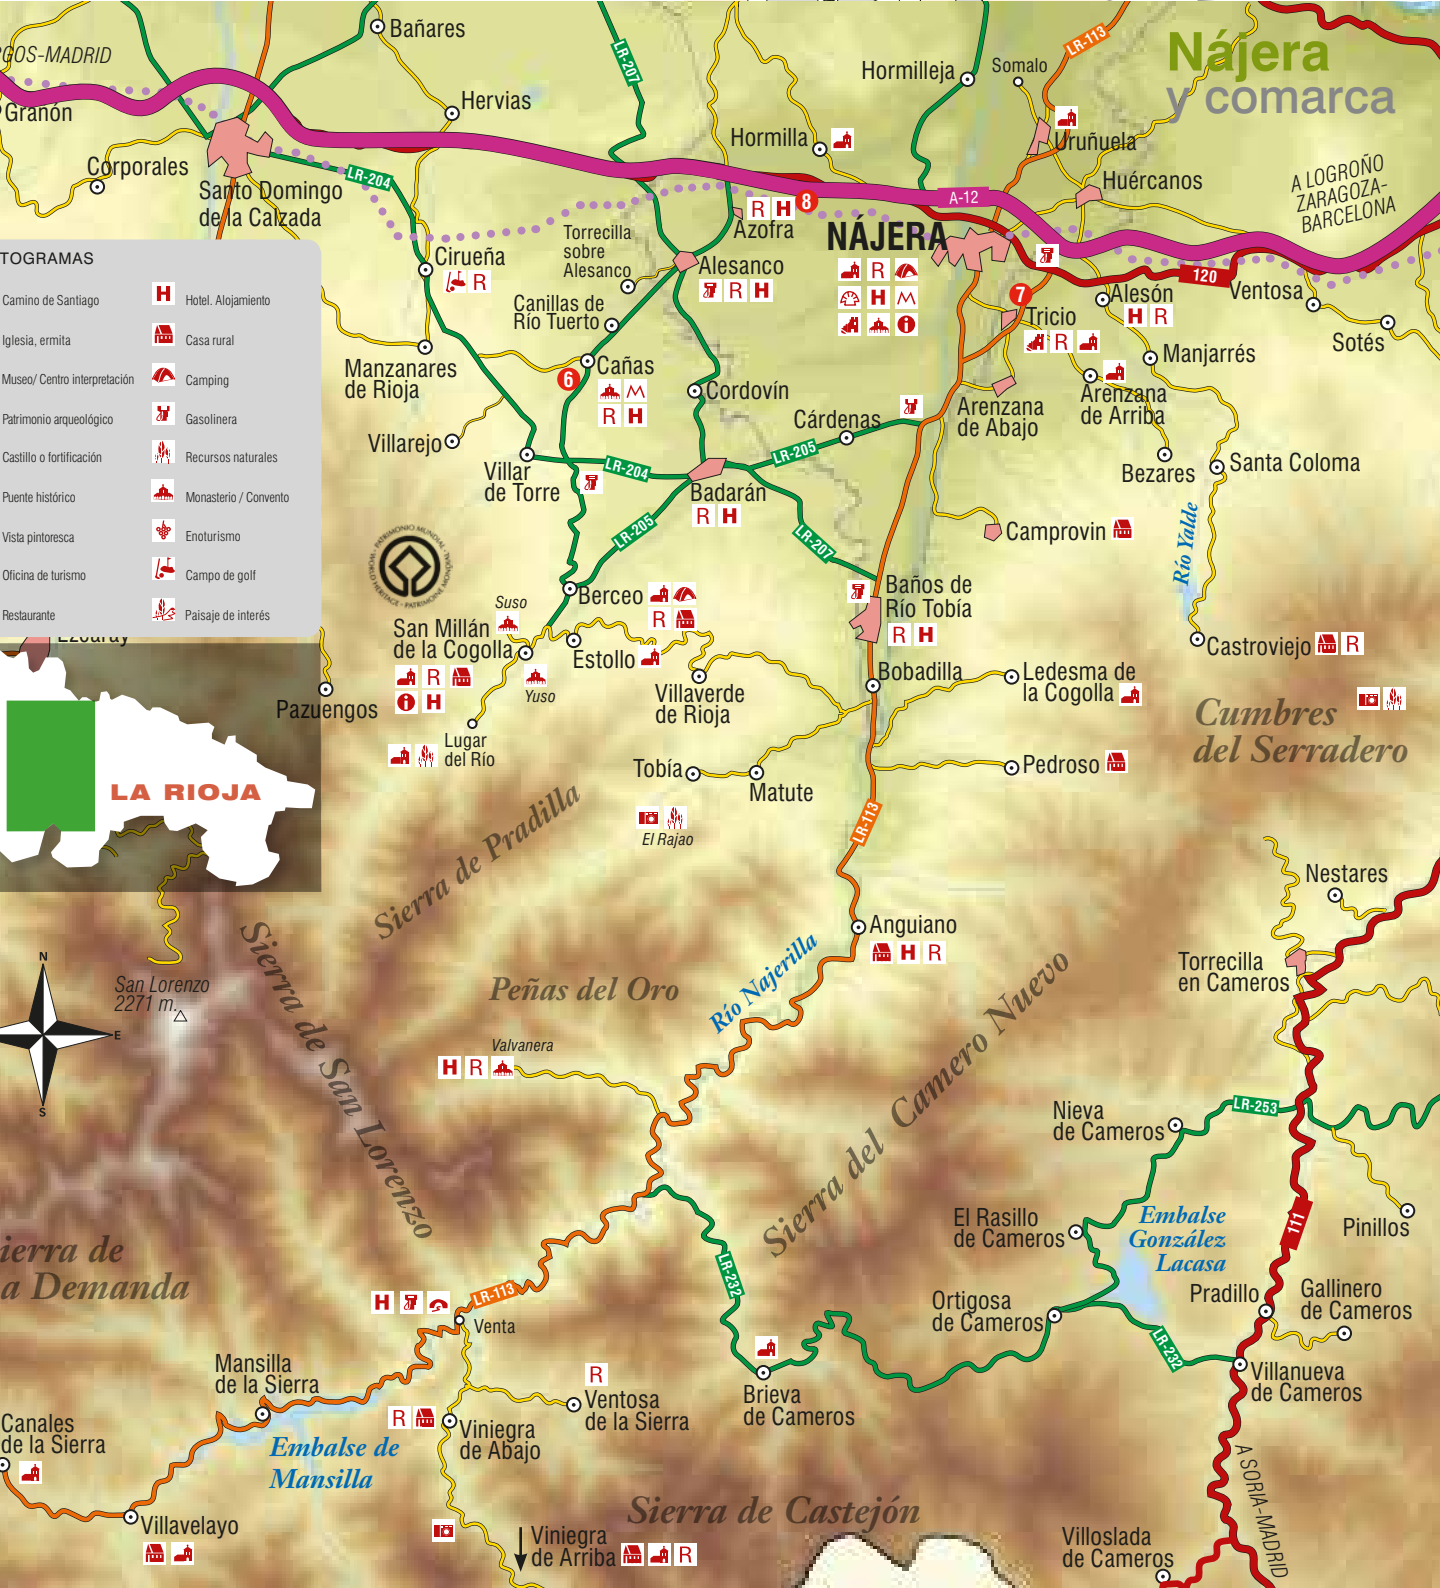 Nájera
y comarca
GOS-MADRID
Grañón
Bañares
Hervias
Corporales
Santo Domingo
de la Calzada
LR-204
LR-207
Hormilleja
Somalo
LR-113
Hormilla
Uruñuela
Huércanos
A LOGROÑO
ZARAGOZA-
BARCELONA
A-12
R H 8
Azofra
NÁJERA
R
H
Torrecilla
sobre
Alesanco
Alesanco
R H
Cirueña
R
Canillas de
Río Tuerto
120
Ventosa
Alesón
H R
7
Tricio
R
Sotés
Manjarrés
Manzanares
de Rioja
6
Cañas
R H
Cordovín
Arenzana
de Abajo
Arenzana
de Arriba
Cárdenas
Villarejo
LR-205
Bezares
Santa Coloma
Villar
de Torre
LR-204
Badarán
R H
LR-205
LR-207
Camprovin
Río Yalde
PATRIMONIO MUNDIAL
WORLD HERITAGE
PATRIMOINE MONDIAL
TOGRAMAS
Camino de Santiago
H Hotel. Alojamiento
Iglesia, ermita
Casa rural
Museo/ Centro interpretación
Camping
Patrimonio arqueológico
Gasolinera
Castillo o fortificación
Recursos naturales
Puente histórico
Monasterio / Convento
Vista pintoresca
Enoturismo
Oficina de turismo
Campo de golf
Restaurante
Paisaje de interés
Ezcaray
LA RIOJA
Berceo
R
Suso
San Millán
de la Cogolla
R
H
Yuso
Estollo
Baños de
Río Tobía
R H
Castroviejo R
Pazuengos
Lugar
del Río
Villaverde
de Rioja
Bobadilla
Ledesma de
la Cogolla
Cumbres
del Serradero
Tobía
Matute
Pedroso
El Rajao
Sierra de Pradilla
LR-113
Nestares
Anguiano
H R
Torrecilla
en Cameros
San Lorenzo
2271 m.
N
E
S
Sierra de San Lorenzo
Peñas del Oro
Río Najerilla
Sierra del Camero Nuevo
Valvanera
H R
Nieva
de Cameros
LR-253
El Rasillo
de Cameros
Embalse
González
Lacasa
111
Pinillos
ierra de
a Demanda
LR-232
Pradillo
Gallinero
de Cameros
Ortigosa
de Cameros
LR-232
H
LR-113
Venta
Mansilla
de la Sierra
R
Ventosa
de la Sierra
Brieva
de Cameros
Villanueva
de Cameros
R
Viniegra
de Abajo
Canales
de la Sierra
Embalse de
Mansilla
A SORIA-MADRID
Villavelayo
Sierra de Castejón
Viniegra
de Arriba R
Villoslada
de Cameros